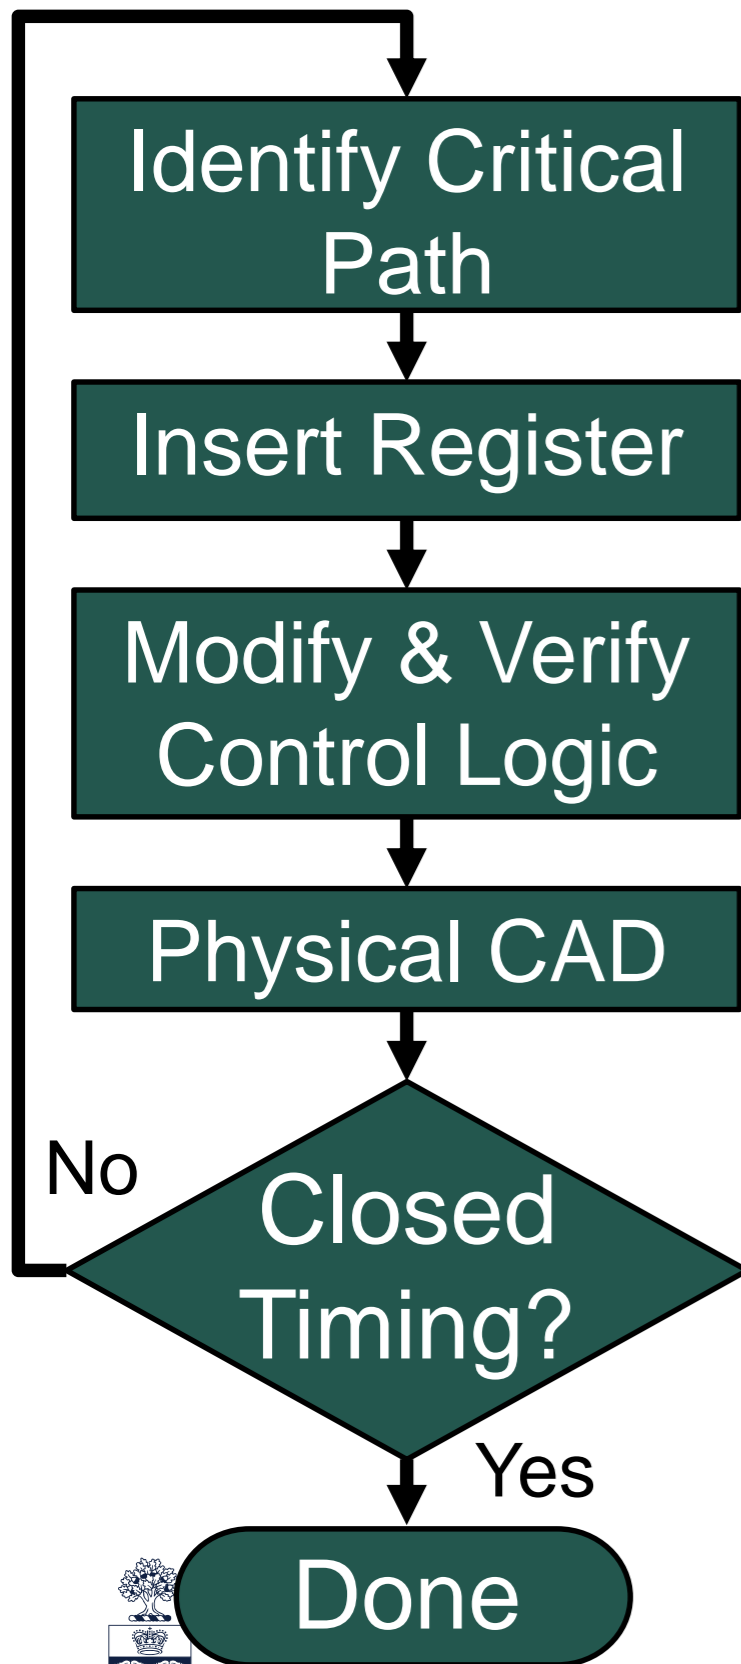 Identify Critical
Path
Insert Register
Modify & Verify
Control Logic
Physical CAD
No
Closed
Timing?
Yes
Done